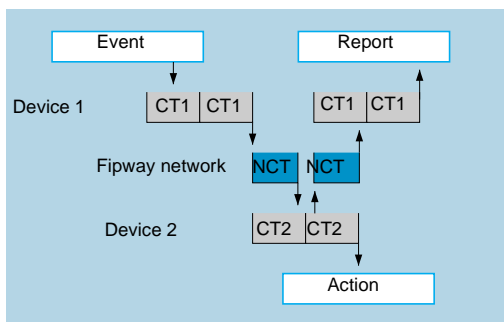 Event Report
Device 1 CT1 CT1 CT1 CT1
Fipway network NCT NCT
Device 2 CT2 CT2
Action